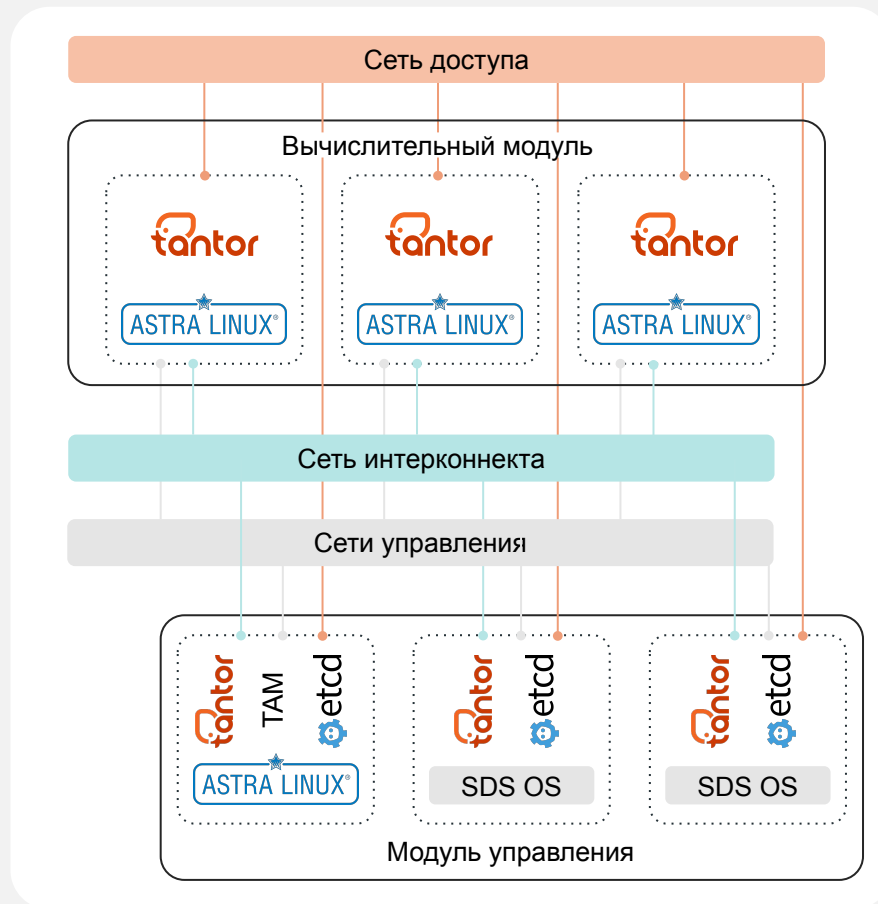 Сеть доступа
Вычислительный модуль
tantor
tantor
tantor
ASTRA LINUX®
ASTRA LINUX®
ASTRA LINUX®
Сеть интерконнекта
Сети управления
tantor
TAM
etcd
tantor
etcd
tantor
etcd
ASTRA LINUX®
SDS OS
SDS OS
Модуль управления